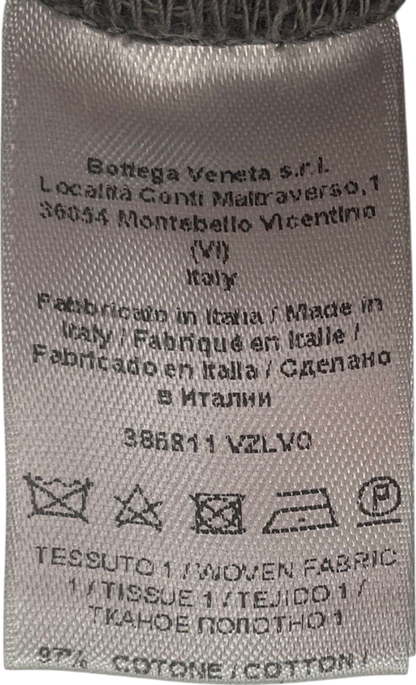 Bottega Veneta s.r.l.
Località Conti Maltraverso,1
36054 Montebello Vicentino
(VI)
Italy
Fabbricato in Italia / Made in
Italy / Fabriqué en Italie /
Fabricado en Italia / Сделано
в Италии
386811 VZLV0
P
TESSUTO 1 / WOVEN FABRIC
1 / TISSUE 1 / TEJIDO 1 /
ТКАНОЕ ПОЛОТНО 1
97% COTONE / COTTON /